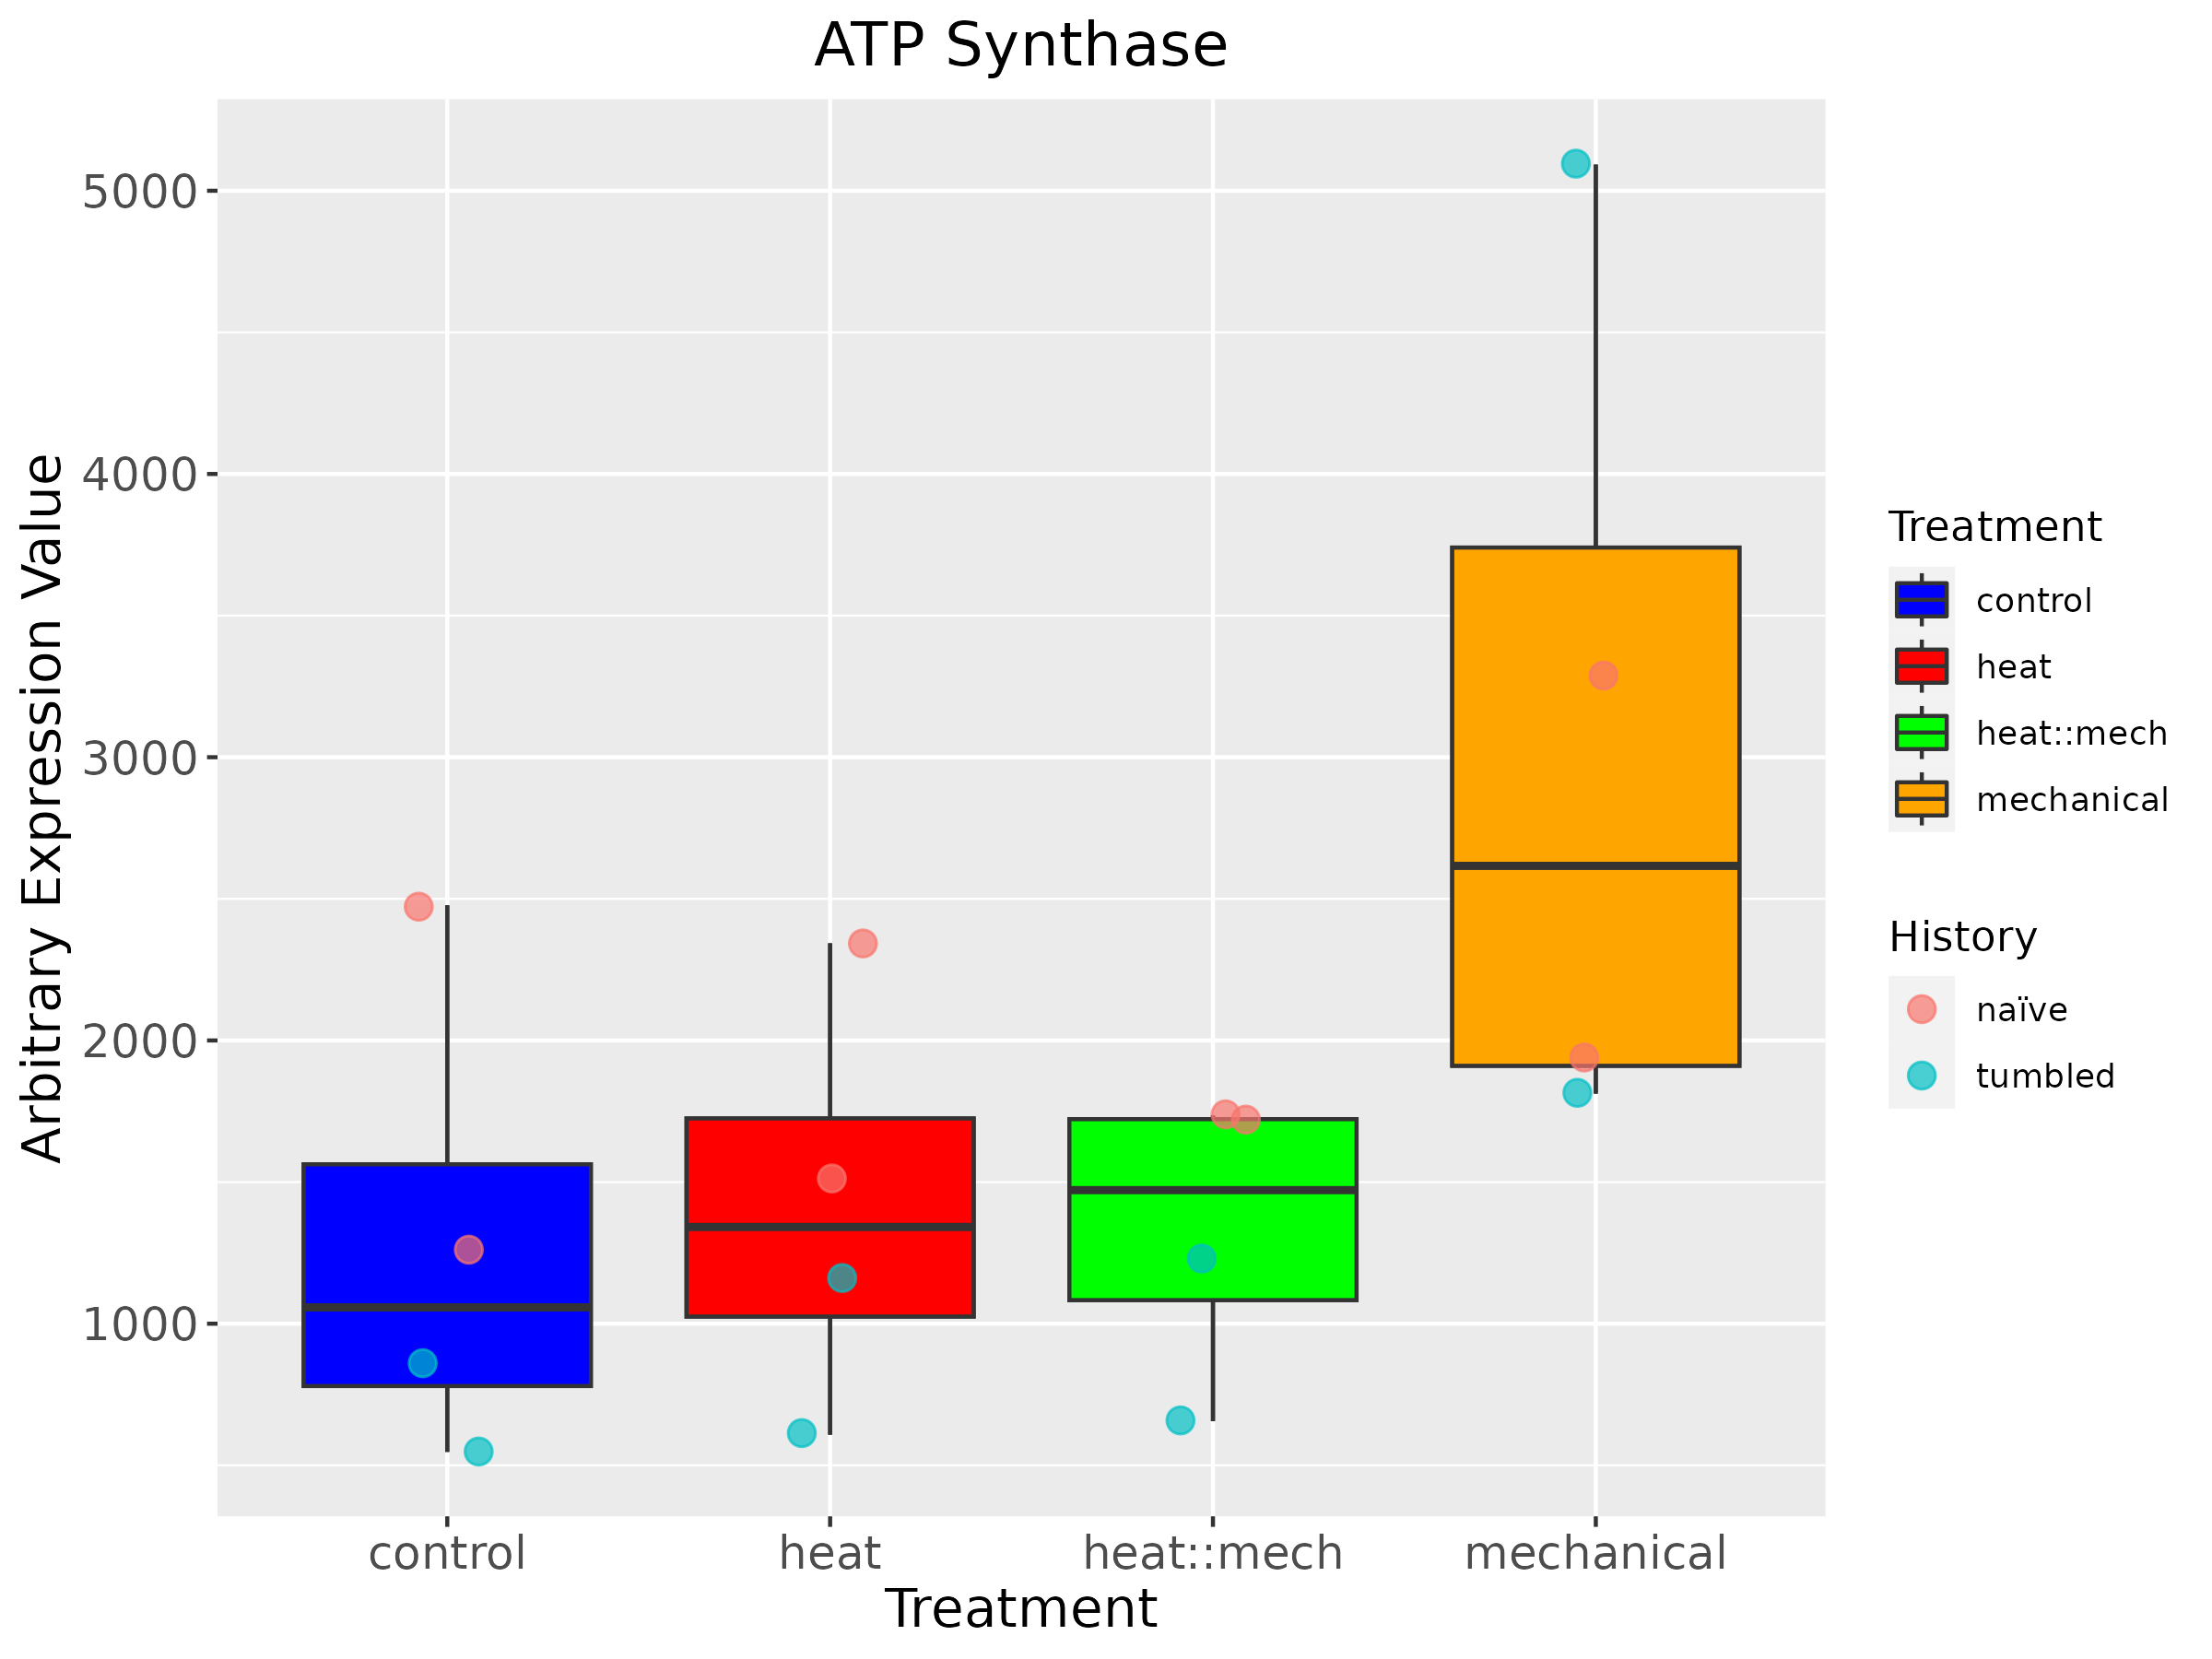 ATP Synthase
Arbitrary Expression Value
5000
4000
3000
2000
1000
control
heat
heat::mech
mechanical
Treatment
Treatment
control
heat
heat::mech
mechanical
History
naïve
tumbled